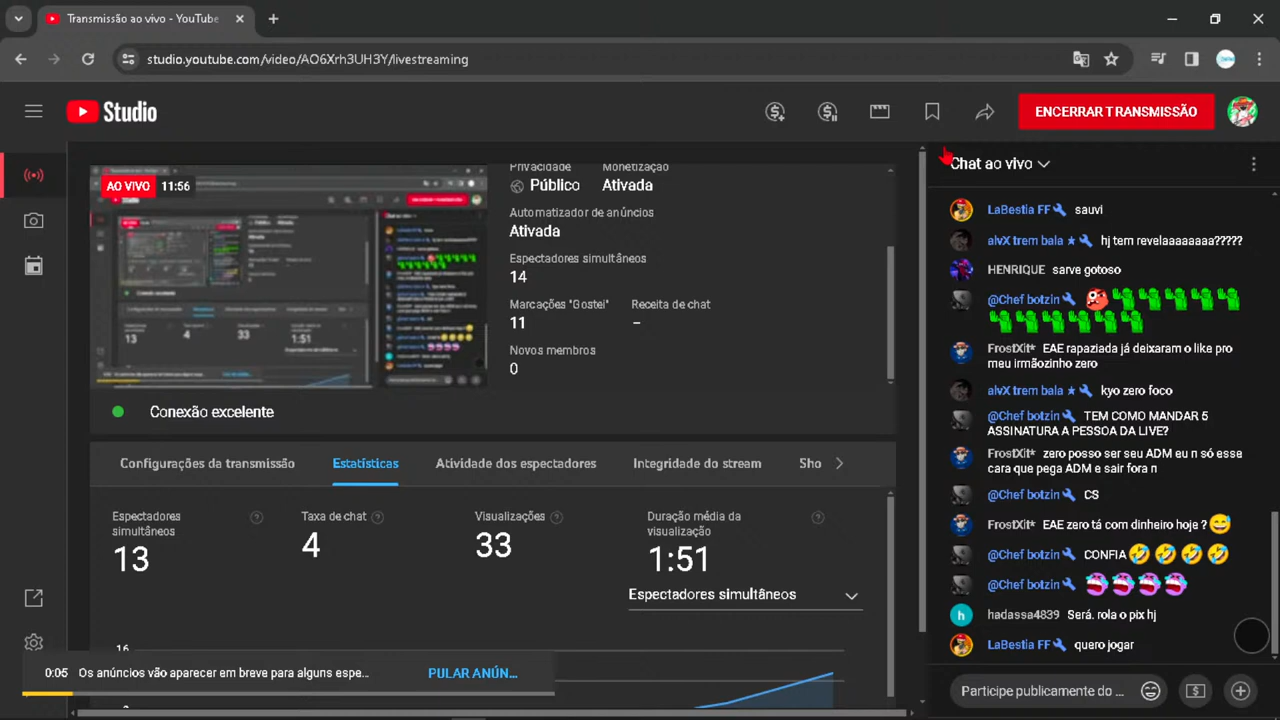 Transmissão ao vivo - YouTube
studio.youtube.com/video/AO6Xrh3UH3Y/livestreaming
Studio
ENCERRAR TRANSMISSÃO
AO VIVO 11:56
Privacidade Monetização
Público Ativada
Automatizador de anúncios
Ativada
Espectadores simultâneos
14
Marcações "Gostei" Receita de chat
11 –
Novos membros
0
Conexão excelente
Configurações da transmissão Estatísticas Atividade dos espectadores Integridade do stream Sho
Espectadores simultâneos
13
Taxa de chat
4
Visualizações
33
Duração média da visualização
1:51
Espectadores simultâneos
16
0:05 Os anúncios vão aparecer em breve para alguns espe... PULAR ANÚN...
Chat ao vivo
LaBestia FF sauvi
alvX trem bala ★ hj tem revelaaaaaaaa?????
HENRIQUE sarve gotoso
@Chef botzin
FrostXit* EAE rapaziada já deixaram o like pro
meu irmãozinho zero
alvX trem bala ★ kyo zero foco
@Chef botzin TEM COMO MANDAR 5
ASSINATURA A PESSOA DA LIVE?
FrostXit* zero posso ser seu ADM eu n só esse
cara que pega ADM e sair fora n
@Chef botzin CS
FrostXit* EAE zero tá com dinheiro hoje ? 😅
@Chef botzin CONFIA 🤣🤣🤣🤣
@Chef botzin
h hadassa4839 Será. rola o pix hj
LaBestia FF quero jogar
Participe publicamente do ...